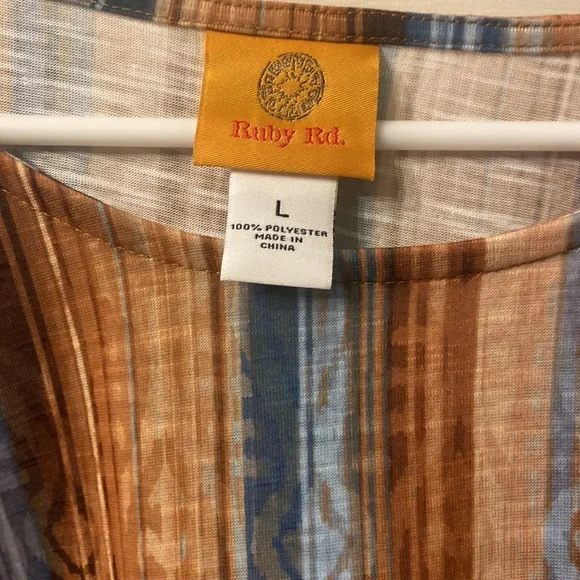 Ruby Rd.
L
100% POLYESTER
MADE IN
CHINA